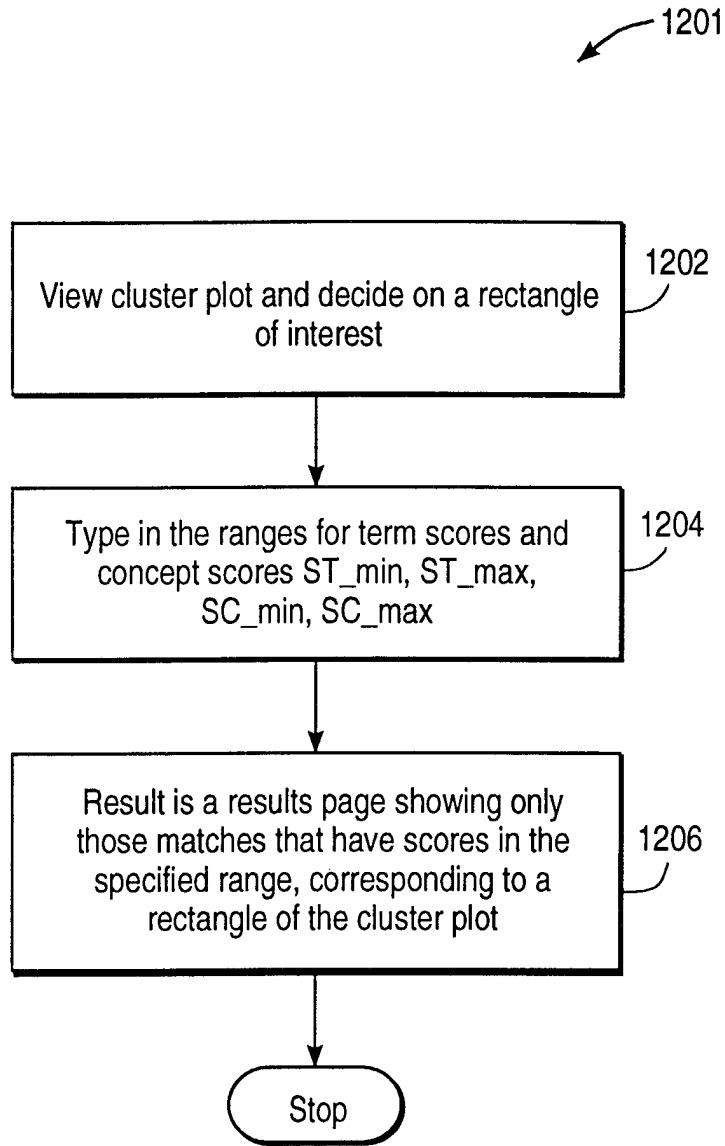 1201
View cluster plot and decide on a rectangle
of interest
1202
Type in the ranges for term scores and
concept scores ST_min, ST_max,
SC_min, SC_max
1204
Result is a results page showing only
those matches that have scores in the
specified range, corresponding to a
rectangle of the cluster plot
1206
Stop